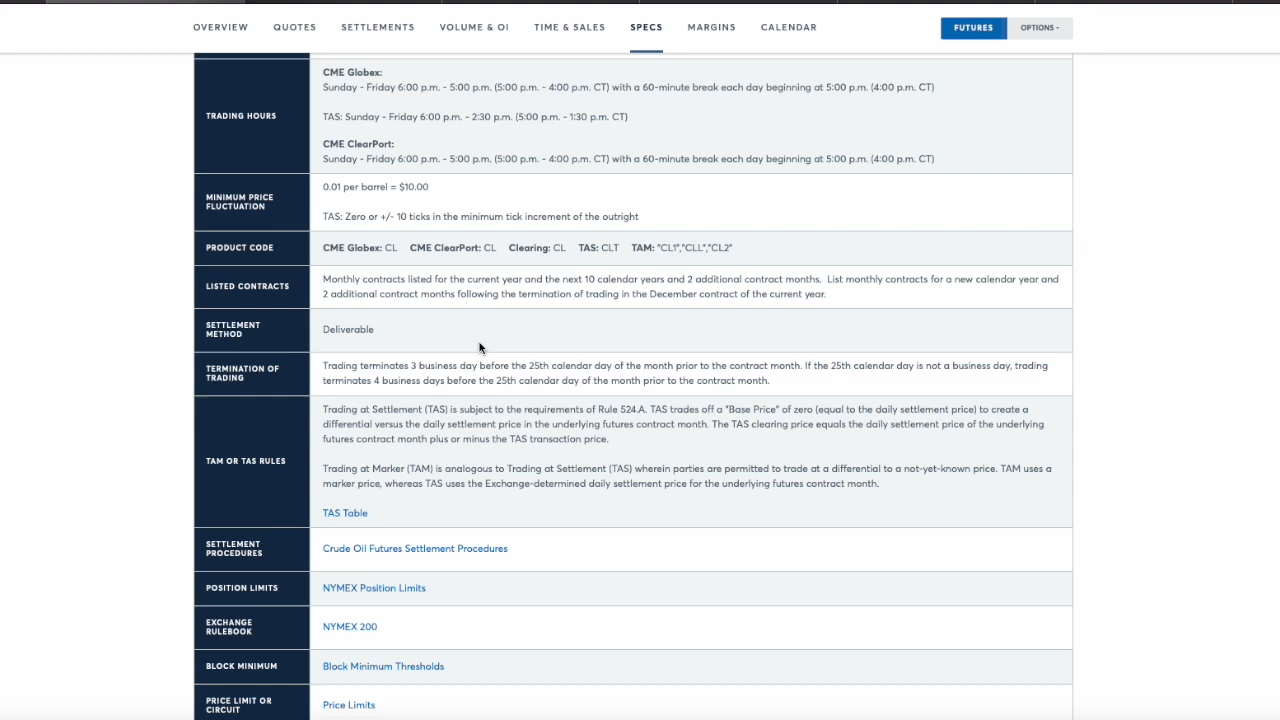 OVERVIEW QUOTES SETTLEMENTS VOLUME & OI TIME & SALES SPECS MARGINS CALENDAR FUTURES OPTIONS
TRADING HOURS
CME Globex:
Sunday - Friday 6:00 p.m. - 5:00 p.m. (5:00 p.m. - 4:00 p.m. CT) with a 60-minute break each day beginning at 5:00 p.m. (4:00 p.m. CT)
TAS: Sunday - Friday 6:00 p.m. - 2:30 p.m. (5:00 p.m. - 1:30 p.m. CT)
CME ClearPort:
Sunday - Friday 6:00 p.m. - 5:00 p.m. (5:00 p.m. - 4:00 p.m. CT) with a 60-minute break each day beginning at 5:00 p.m. (4:00 p.m. CT)
MINIMUM PRICE
FLUCTUATION
0.01 per barrel = $10.00
TAS: Zero or +/- 10 ticks in the minimum tick increment of the outright
PRODUCT CODE
CME Globex: CL CME ClearPort: CL Clearing: CL TAS: CLT TAM: "CL1","CLL","CL2"
LISTED CONTRACTS
Monthly contracts listed for the current year and the next 10 calendar years and 2 additional contract months. List monthly contracts for a new calendar year and
2 additional contract months following the termination of trading in the December contract of the current year.
SETTLEMENT
METHOD
Deliverable
TERMINATION OF
TRADING
Trading terminates 3 business day before the 25th calendar day of the month prior to the contract month. If the 25th calendar day is not a business day, trading
terminates 4 business days before the 25th calendar day of the month prior to the contract month.
TAM OR TAS RULES
Trading at Settlement (TAS) is subject to the requirements of Rule 524.A. TAS trades off a "Base Price" of zero (equal to the daily settlement price) to create a
differential versus the daily settlement price in the underlying futures contract month. The TAS clearing price equals the daily settlement price of the underlying
futures contract month plus or minus the TAS transaction price.
Trading at Marker (TAM) is analogous to Trading at Settlement (TAS) wherein parties are permitted to trade at a differential to a not-yet-known price. TAM uses a
marker price, whereas TAS uses the Exchange-determined daily settlement price for the underlying futures contract month.
TAS Table
SETTLEMENT
PROCEDURES
Crude Oil Futures Settlement Procedures
POSITION LIMITS
NYMEX Position Limits
EXCHANGE
RULEBOOK
NYMEX 200
BLOCK MINIMUM
Block Minimum Thresholds
PRICE LIMIT OR
CIRCUIT
Price Limits